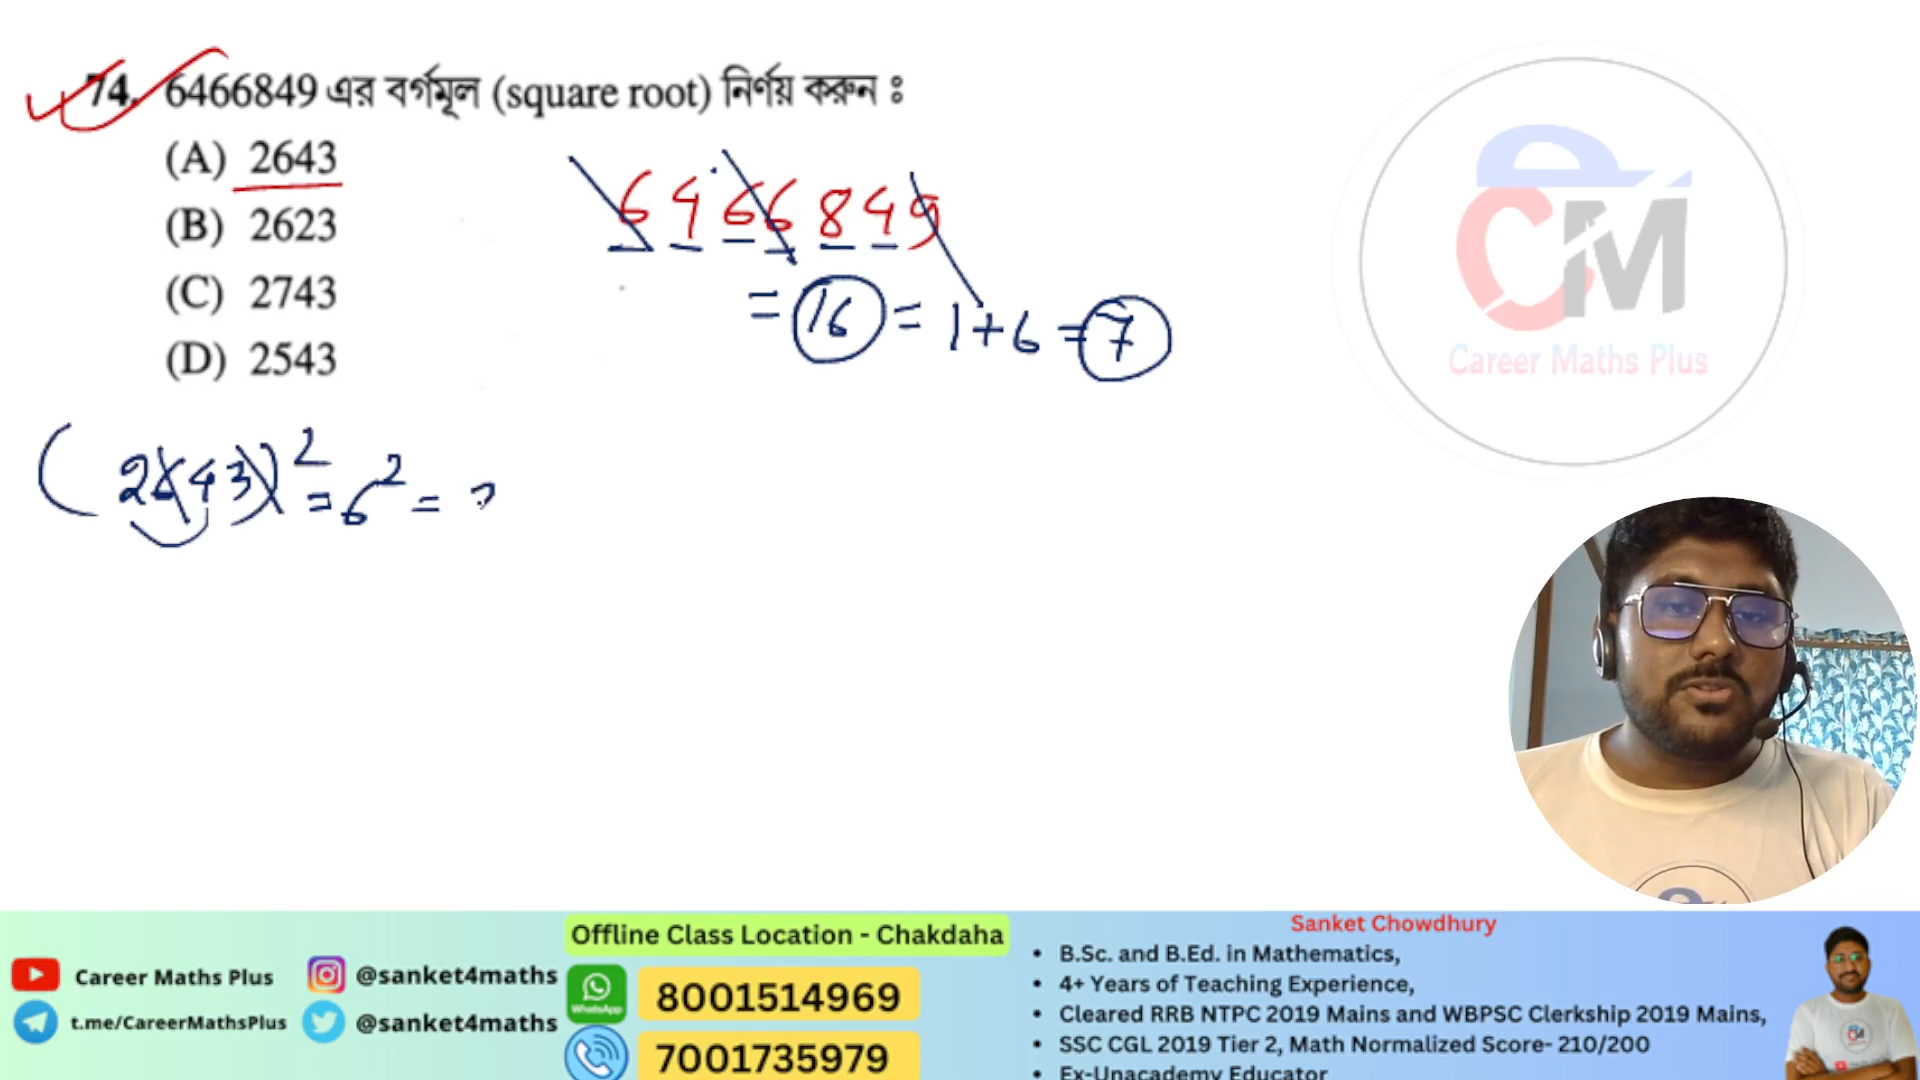 74. 6466849 এর বর্গমূল (square root) নির্ণয় করুন ঃ
(A) 2643
(B) 2623
(C) 2743
(D) 2543
6466849
= 16 = 1+6 = 7
(2643)² = 6² = 3
CM
Career Maths Plus
Offline Class Location - Chakdaha
Career Maths Plus
@sanket4maths
t.me/CareerMathsPlus
@sanket4maths
WhatsApp
8001514969
7001735979
Sanket Chowdhury
• B.Sc. and B.Ed. in Mathematics,
• 4+ Years of Teaching Experience,
• Cleared RRB NTPC 2019 Mains and WBPSC Clerkship 2019 Mains,
• SSC CGL 2019 Tier 2, Math Normalized Score- 210/200
• Ex-Unacademy Educator